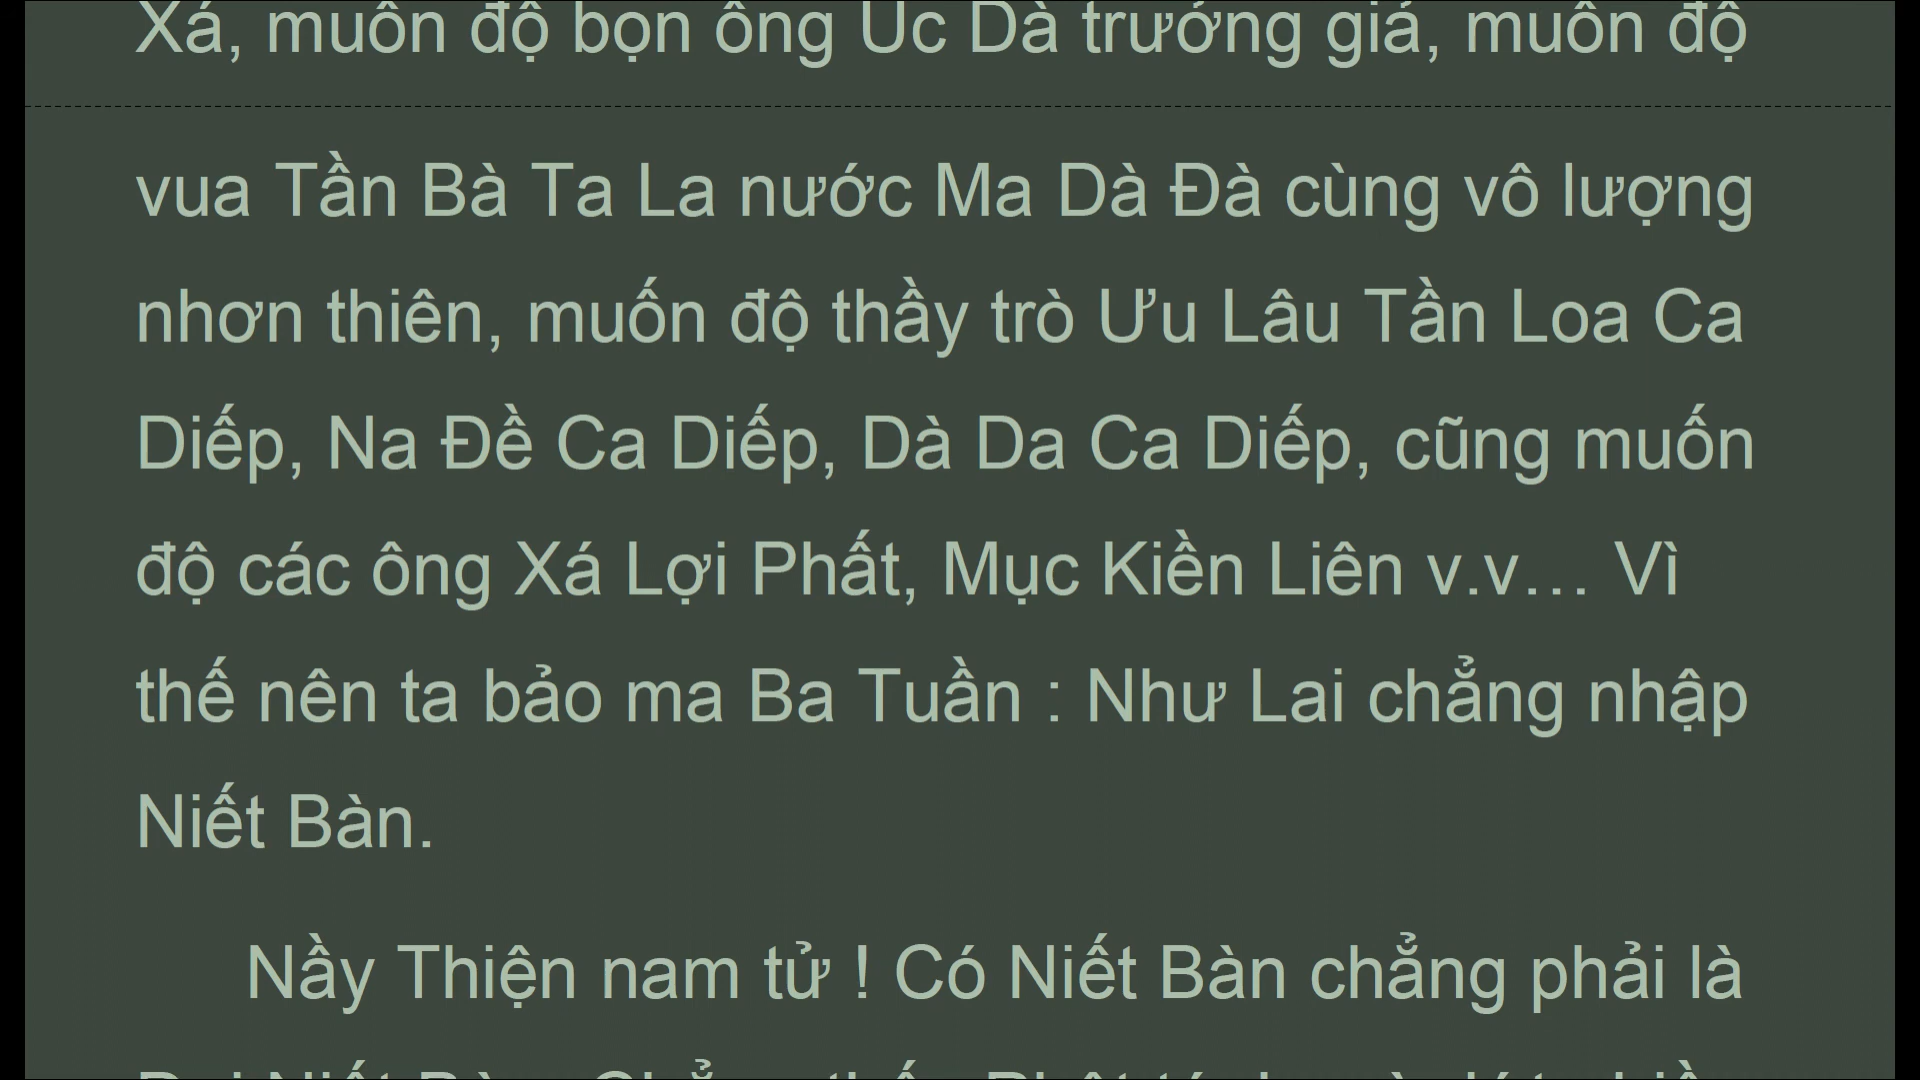 Xá, muốn độ bọn ông Uc Dà trưởng giả, muốn độ
vua Tần Bà Ta La nước Ma Dà Đà cùng vô lượng
nhơn thiên, muốn độ thầy trò Ưu Lâu Tần Loa Ca
Diếp, Na Đề Ca Diếp, Dà Da Ca Diếp, cũng muốn
độ các ông Xá Lợi Phất, Mục Kiền Liên v.v… Vì
thế nên ta bảo ma Ba Tuần : Như Lai chẳng nhập
Niết Bàn.
Nầy Thiện nam tử ! Có Niết Bàn chẳng phải là